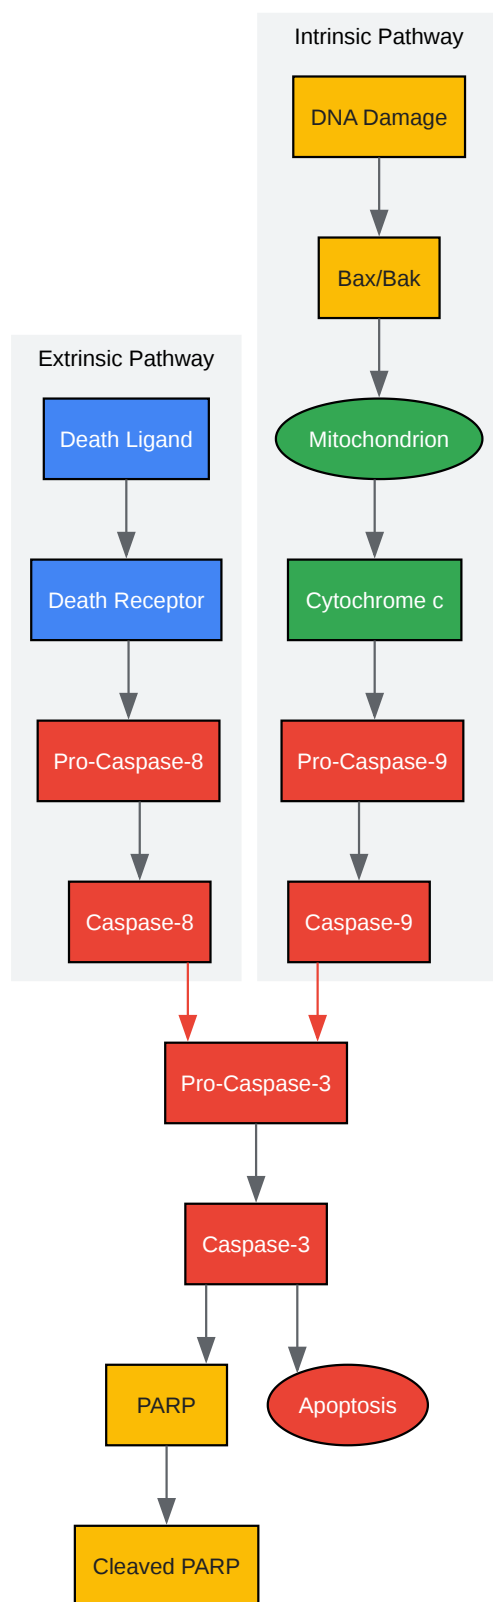 Intrinsic Pathway
DNA Damage
Bax/Bak
Extrinsic Pathway
Death Ligand
Mitochondrion
Death Receptor
Cytochrome c
Pro-Caspase-8
Pro-Caspase-9
Caspase-8
Caspase-9
Pro-Caspase-3
Caspase-3
PARP
Apoptosis
Cleaved PARP